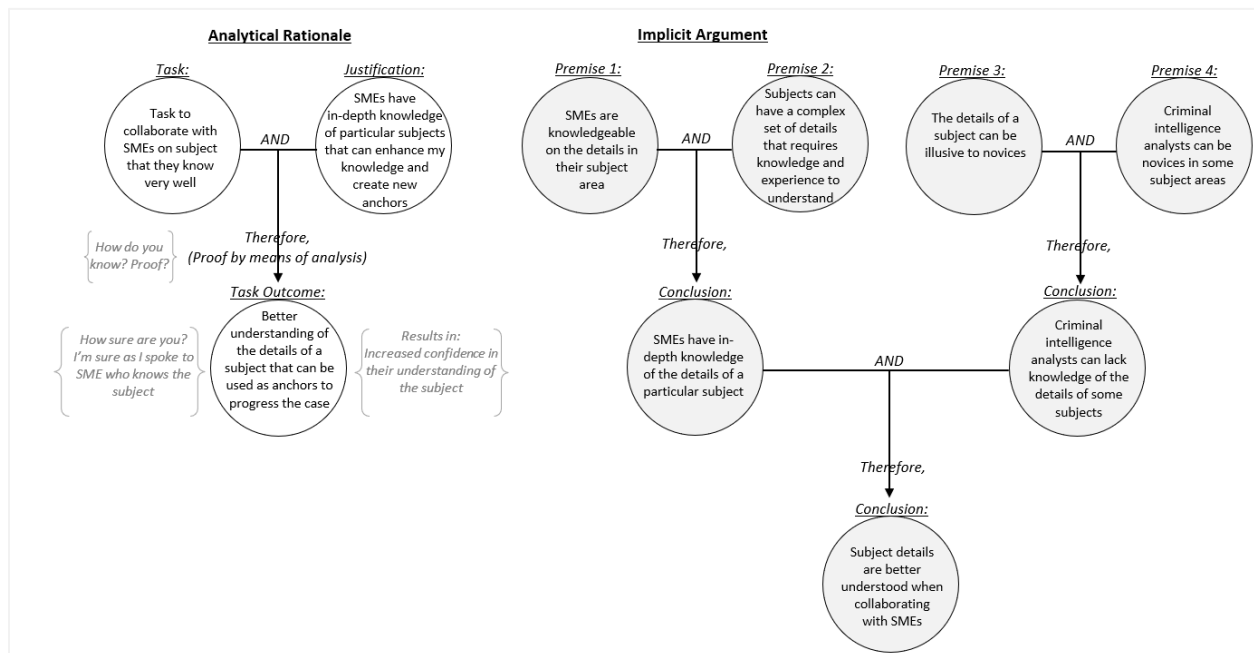 Analytical Rationale
Task:
Task to
collaborate with
SMEs on subject
that they know
very well
AND
Justification:
SMEs have
in-depth knowledge
of particular subjects
that can enhance my
knowledge and
create new
anchors
How do you
know? Proof?
Therefore,
(Proof by means of analysis)
Task Outcome:
Better
understanding of
the details of a
subject that can be
used as anchors to
progress the case
How sure are you?
I'm sure as I spoke to
SME who knows the
subject
Results in:
Increased confidence in
their understanding of
the subject
Implicit Argument
Premise 1:
SMEs are
knowledgeable
on the details in
their subject
area
AND
Premise 2:
Subjects can
have a complex
set of details
that requires
knowledge and
experience to
understand
Therefore,
Conclusion:
SMEs have in-
depth knowledge
of the details of a
particular subject
Premise 3:
The details of a
subject can be
illusive to novices
AND
Premise 4:
Criminal
intelligence
analysts can be
novices in some
subject areas
Therefore,
Conclusion:
Criminal
intelligence
analysts can lack
knowledge of the
details of some
subjects
AND
Therefore,
Conclusion:
Subject details
are better
understood when
collaborating
with SMEs